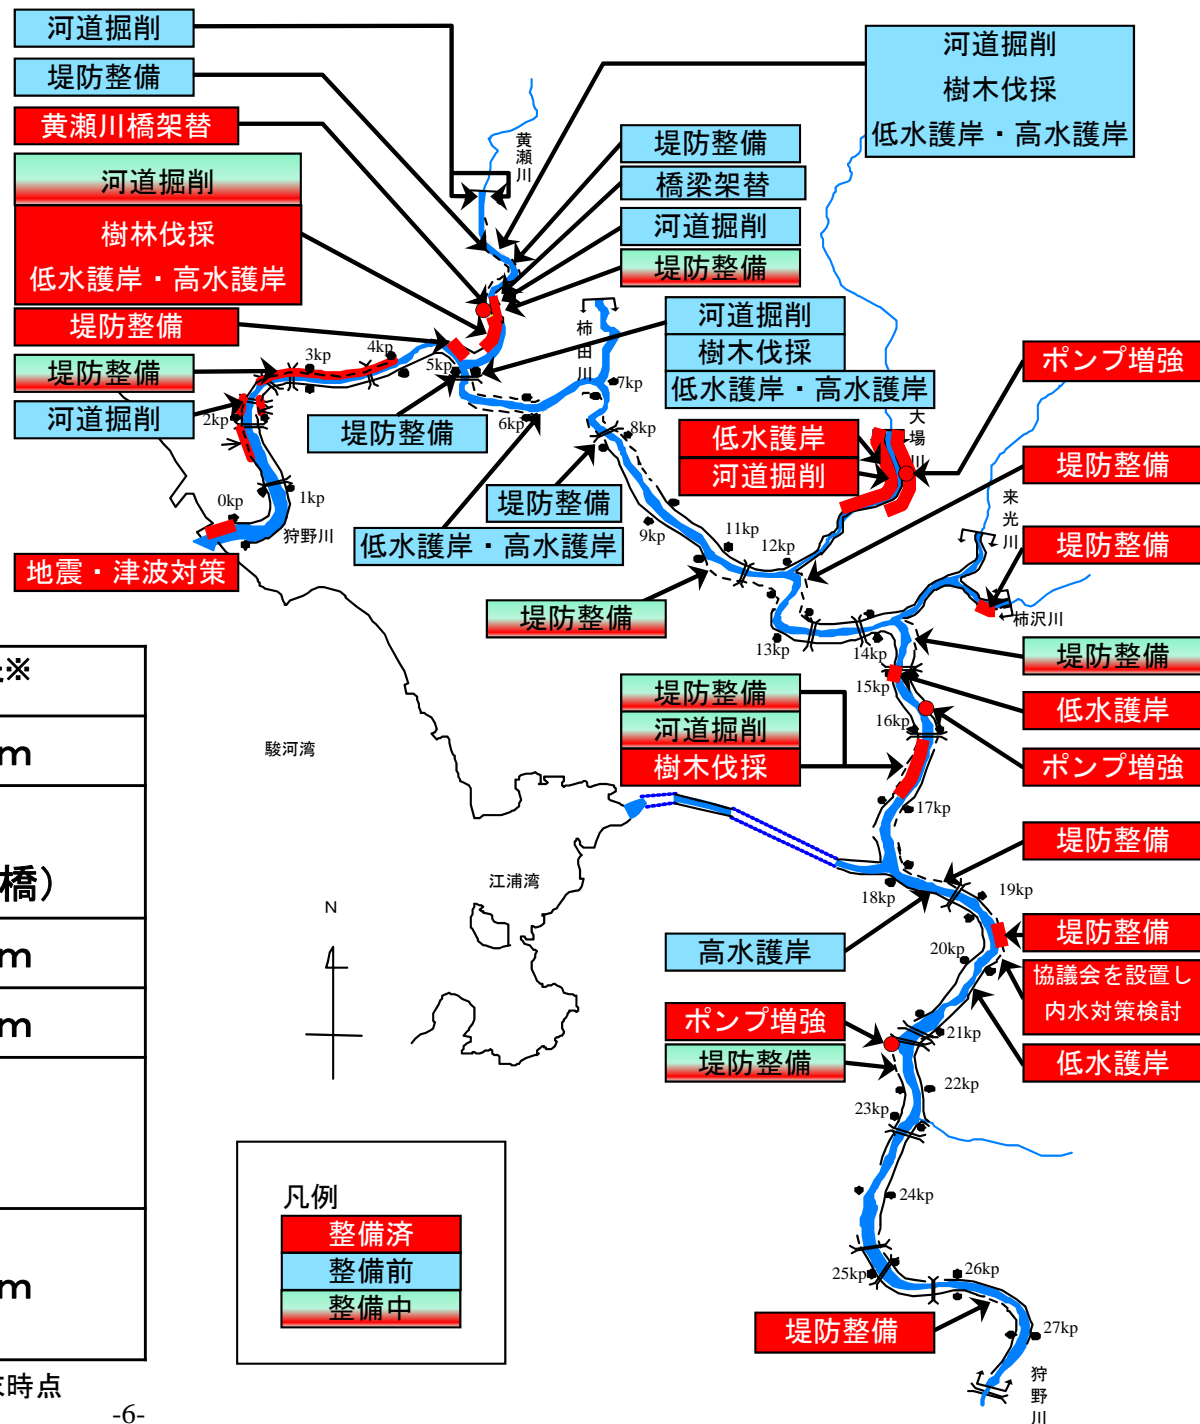 河道掘削
堤防整備
黄瀬川橋架替
河道掘削
樹林伐採
低水護岸・高水護岸
堤防整備
堤防整備
河道掘削
地震・津波対策
黄
瀬
川
堤防整備
橋梁架替
河道掘削
堤防整備
河道掘削
樹木伐採
低水護岸・高水護岸
河道掘削
樹木伐採
低水護岸・高水護岸
柿
田
川
堤防整備
堤防整備
低水護岸・高水護岸
堤防整備
低水護岸
河道掘削
大
場
川
ポンプ増強
堤防整備
来
光
川
堤防整備
柿沢川
堤防整備
低水護岸
ポンプ増強
堤防整備
河道掘削
樹木伐採
堤防整備
高水護岸
堤防整備
協議会を設置し
内水対策検討
低水護岸
ポンプ増強
堤防整備
堤防整備
0kp
1kp
2kp
3kp
4kp
5kp
6kp
7kp
8kp
9kp
11kp
12kp
13kp
14kp
15kp
16kp
17kp
18kp
19kp
20kp
21kp
22kp
23kp
24kp
25kp
26kp
27kp
狩野川
狩
野
川
駿河湾
江浦湾
N
凡例
整備済
整備前
整備中
※
m
橋）
m
m
m
時点
-6-